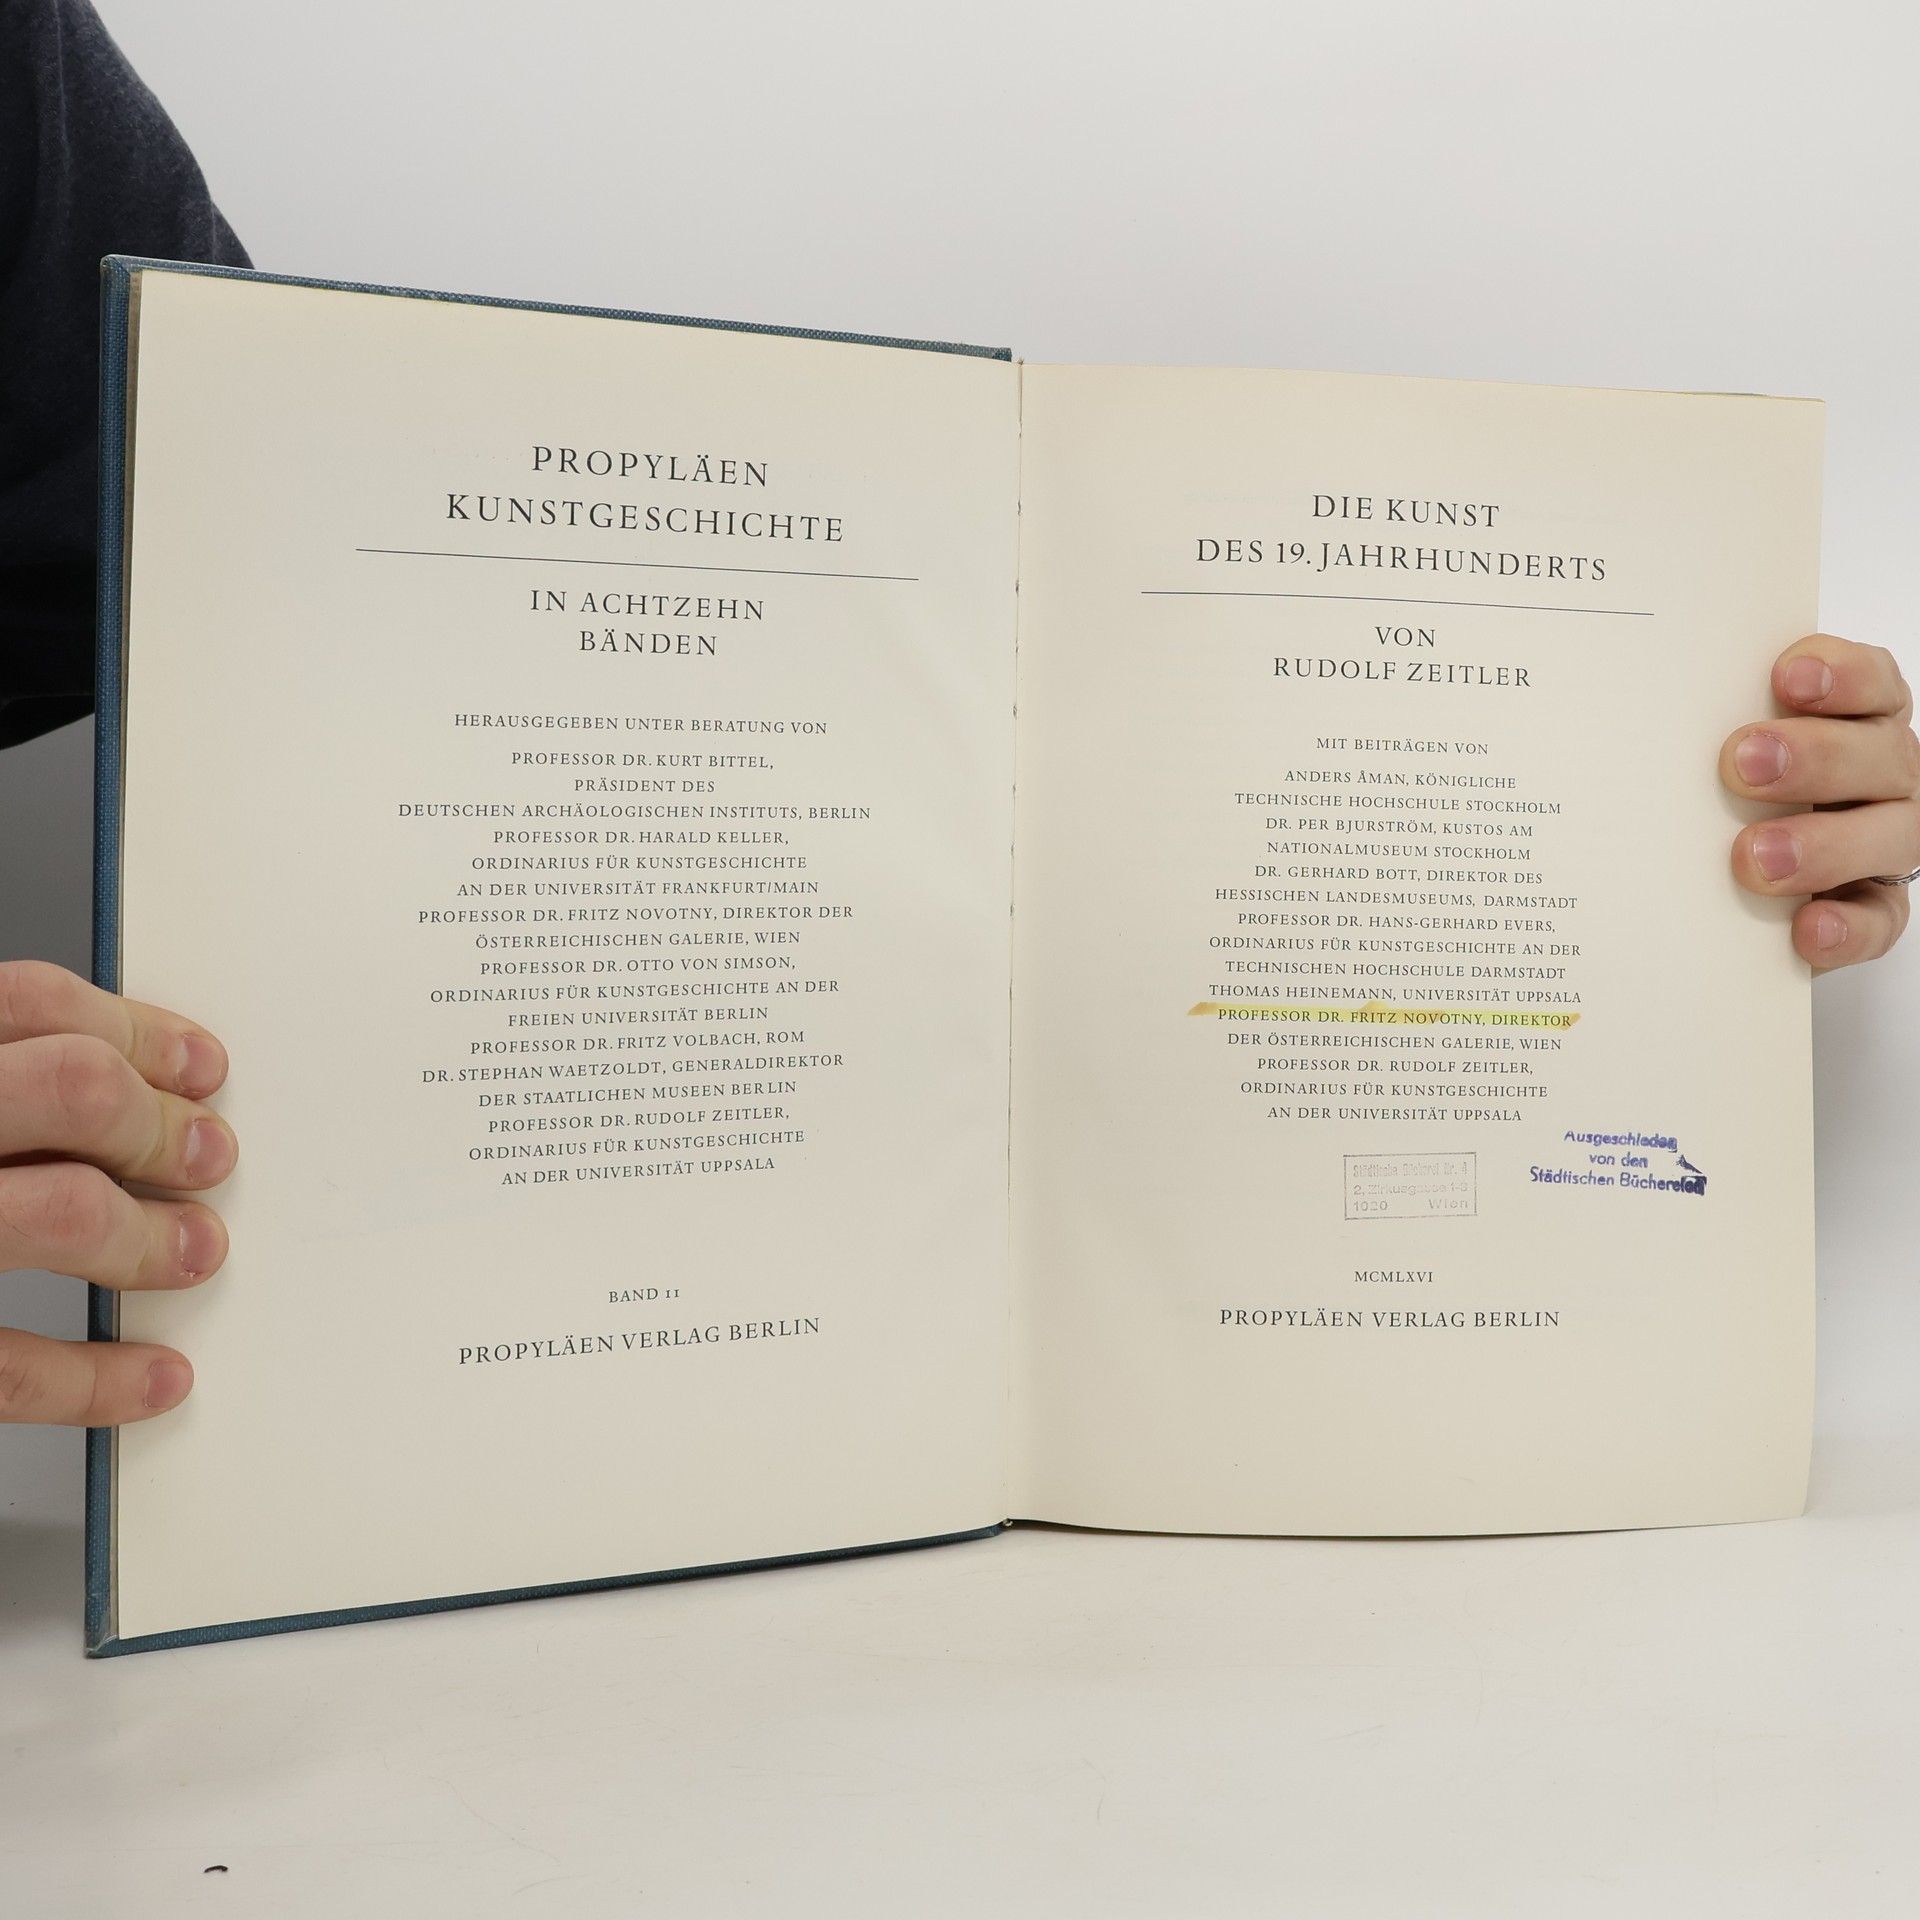 PROPYLÄEN
KUNSTGESCHICHTE
IN ACHTZEHN
BÄNDEN
HERAUSGEGEBEN UNTER BERATUNG VON
PROFESSOR DR. KURT BITTEL,
PRÄSIDENT DES
DEUTSCHEN ARCHÄOLOGISCHEN INSTITUTS, BERLIN
PROFESSOR DR. HARALD KELLER,
ORDINARIUS FÜR KUNSTGESCHICHTE
AN DER UNIVERSITÄT FRANKFURT/MAIN
PROFESSOR DR. FRITZ NOVOTNY, DIREKTOR DER
ÖSTERREICHISCHEN GALERIE, WIEN
PROFESSOR DR. OTTO VON SIMSON,
ORDINARIUS FÜR KUNSTGESCHICHTE AN DER
FREIEN UNIVERSITÄT BERLIN
PROFESSOR DR. FRITZ VOLBACH, ROM
DR. STEPHAN WAETZOLDT, GENERALDIREKTOR
DER STAATLICHEN MUSEEN BERLIN
PROFESSOR DR. RUDOLF ZEITLER,
ORDINARIUS FÜR KUNSTGESCHICHTE
AN DER UNIVERSITÄT UPPSALA
BAND 11
PROPYLÄEN VERLAG BERLIN
DIE KUNST
DES 19. JAHRHUNDERTS
VON
RUDOLF ZEITLER
MIT BEITRÄGEN VON
ANDERS ÅMAN, KÖNIGLICHE
TECHNISCHE HOCHSCHULE STOCKHOLM
DR. PER BJURSTRÖM, KUSTOS AM
NATIONALMUSEUM STOCKHOLM
DR. GERHARD BOTT, DIREKTOR DES
HESSISCHEN LANDESMUSEUMS, DARMSTADT
PROFESSOR DR. HANS-GERHARD EVERS,
ORDINARIUS FÜR KUNSTGESCHICHTE AN DER
TECHNISCHEN HOCHSCHULE DARMSTADT
THOMAS HEINEMANN, UNIVERSITÄT UPPSALA
PROFESSOR DR. FRITZ NOVOTNY, DIREKTOR
DER ÖSTERREICHISCHEN GALERIE, WIEN
PROFESSOR DR. RUDOLF ZEITLER,
ORDINARIUS FÜR KUNSTGESCHICHTE
AN DER UNIVERSITÄT UPPSALA
Ausgeschieden
von den
Städtischen Büchereien
Städtische Bücherei Nr. 4
2, Zirkusgasse 1-3
1020 Wien
MCMLXVI
PROPYLÄEN VERLAG BERLIN